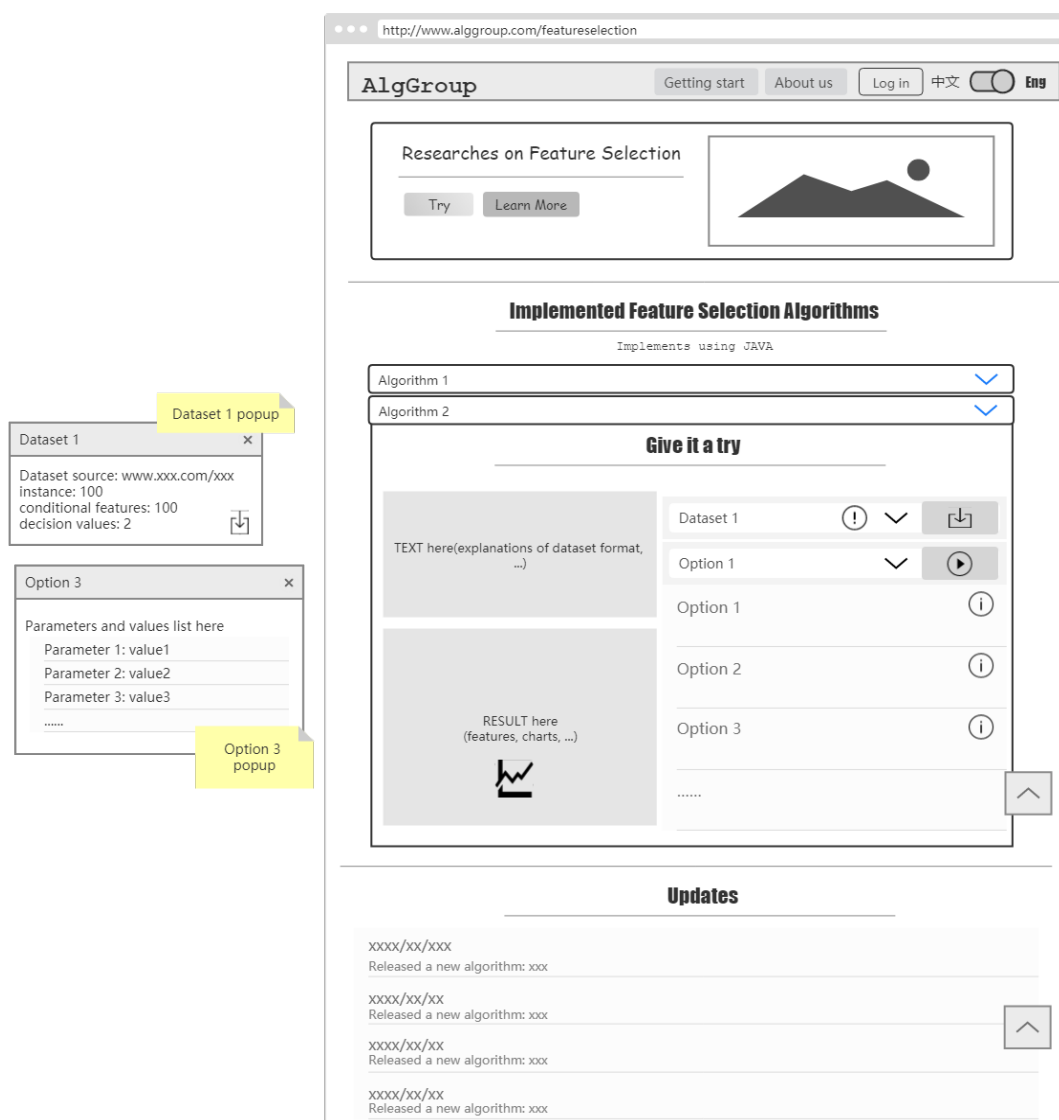 http://www.alggroup.com/featureselection
AlgGroup
Getting start
About us
Log in
中文
Eng
Researches on Feature Selection
Try
Learn More
Implemented Feature Selection Algorithms
Implements using JAVA
Algorithm 1
Algorithm 2
Give it a try
TEXT here(explanations of dataset format,
...)
Dataset 1
Option 1
Option 1
Option 2
Option 3
......
RESULT here
(features, charts, ...)
Updates
xxxx/xx/xxx
Released a new algorithm: xxx
xxxx/xx/xx
Released a new algorithm: xxx
xxxx/xx/xx
Released a new algorithm: xxx
xxxx/xx/xx
Released a new algorithm: xxx
Dataset 1 popup
Dataset 1
Dataset source: www.xxx.com/xxx
instance: 100
conditional features: 100
decision values: 2
Option 3
Parameters and values list here
Parameter 1: value1
Parameter 2: value2
Parameter 3: value3
......
Option 3
popup